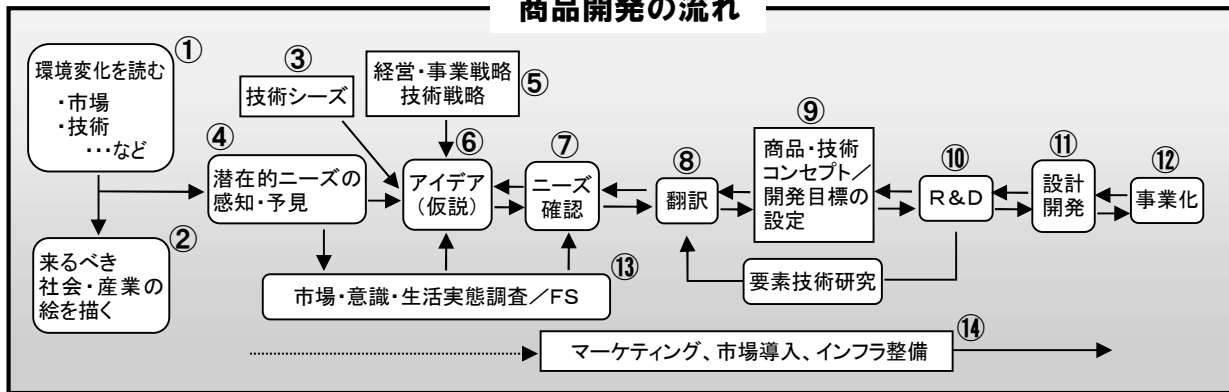 商品開発の流れ
①
環境変化を読む
・市場
・技術
・・・など
②
来るべき
社会・産業の
絵を描く
③
技術シーズ
④
潜在的ニーズの
感知・予見
経営・事業戦略
技術戦略
⑤
⑥
アイデア
(仮説)
⑦
ニーズ
確認
⑧
翻訳
⑨
商品・技術
コンセプト/
開発目標の
設定
⑩
R&D
⑪
設計
開発
⑫
事業化
要素技術研究
⑬
市場・意識・生活実態調査/FS
⑭
マーケティング、市場導入、インフラ整備